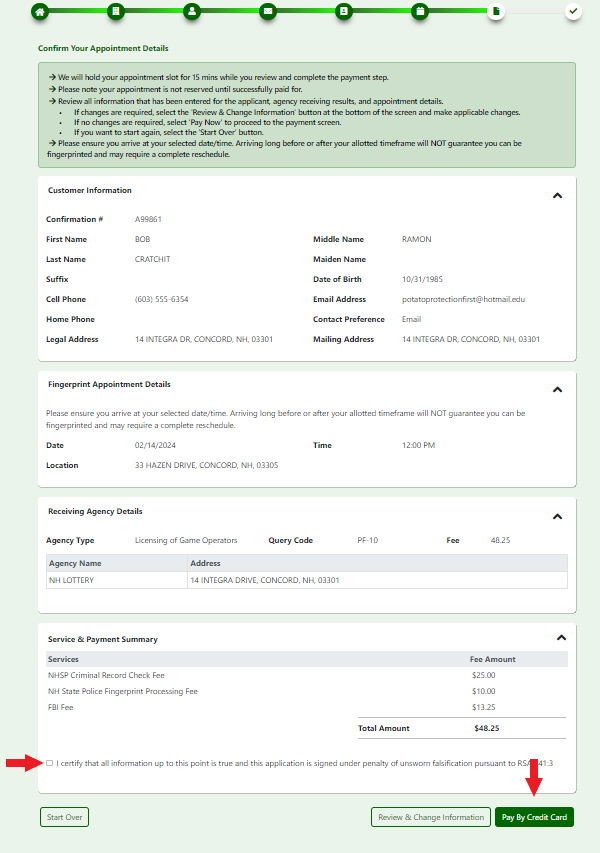 Confirm Your Appointment Details
→ We will hold your appointment slot for 15 mins while you review and complete the payment step.
→ Please note your appointment is not reserved until successfully paid for.
→ Review all information that has been entered for the applicant, agency receiving results, and appointment details.
• If changes are required, select the 'Review & Change Information' button at the bottom of the screen and make applicable changes.
• If no changes are required, select 'Pay Now' to proceed to the payment screen.
• If you want to start again, select the 'Start Over' button.
→ Please ensure you arrive at your selected date/time. Arriving long before or after your allotted timeframe will NOT guarantee you can be
fingerprinted and may require a complete reschedule.
Customer Information
Confirmation # A99861
First Name BOB Middle Name RAMON
Last Name CRATCHIT Maiden Name
Suffix Date of Birth 10/31/1985
Cell Phone (603) 555-6354 Email Address potatoprotectionfirst@hotmail.edu
Home Phone Contact Preference Email
Legal Address 14 INTEGRA DR, CONCORD, NH, 03301 Mailing Address 14 INTEGRA DR, CONCORD, NH, 03301
Fingerprint Appointment Details
Please ensure you arrive at your selected date/time. Arriving long before or after your allotted timeframe will NOT guarantee you can be
fingerprinted and may require a complete reschedule.
Date 02/14/2024 Time 12:00 PM
Location 33 HAZEN DRIVE, CONCORD, NH, 03305
Receiving Agency Details
Agency Type Licensing of Game Operators Query Code PF-10 Fee 48.25
Agency Name Address
NH LOTTERY 14 INTEGRA DRIVE, CONCORD, NH, 03301
Service & Payment Summary
Services Fee Amount
NHSP Criminal Record Check Fee $25.00
NH State Police Fingerprint Processing Fee $10.00
FBI Fee $13.25
Total Amount $48.25
I certify that all information up to this point is true and this application is signed under penalty of unsworn falsification pursuant to 41:3
Start Over Review & Change Information Pay By Credit Card